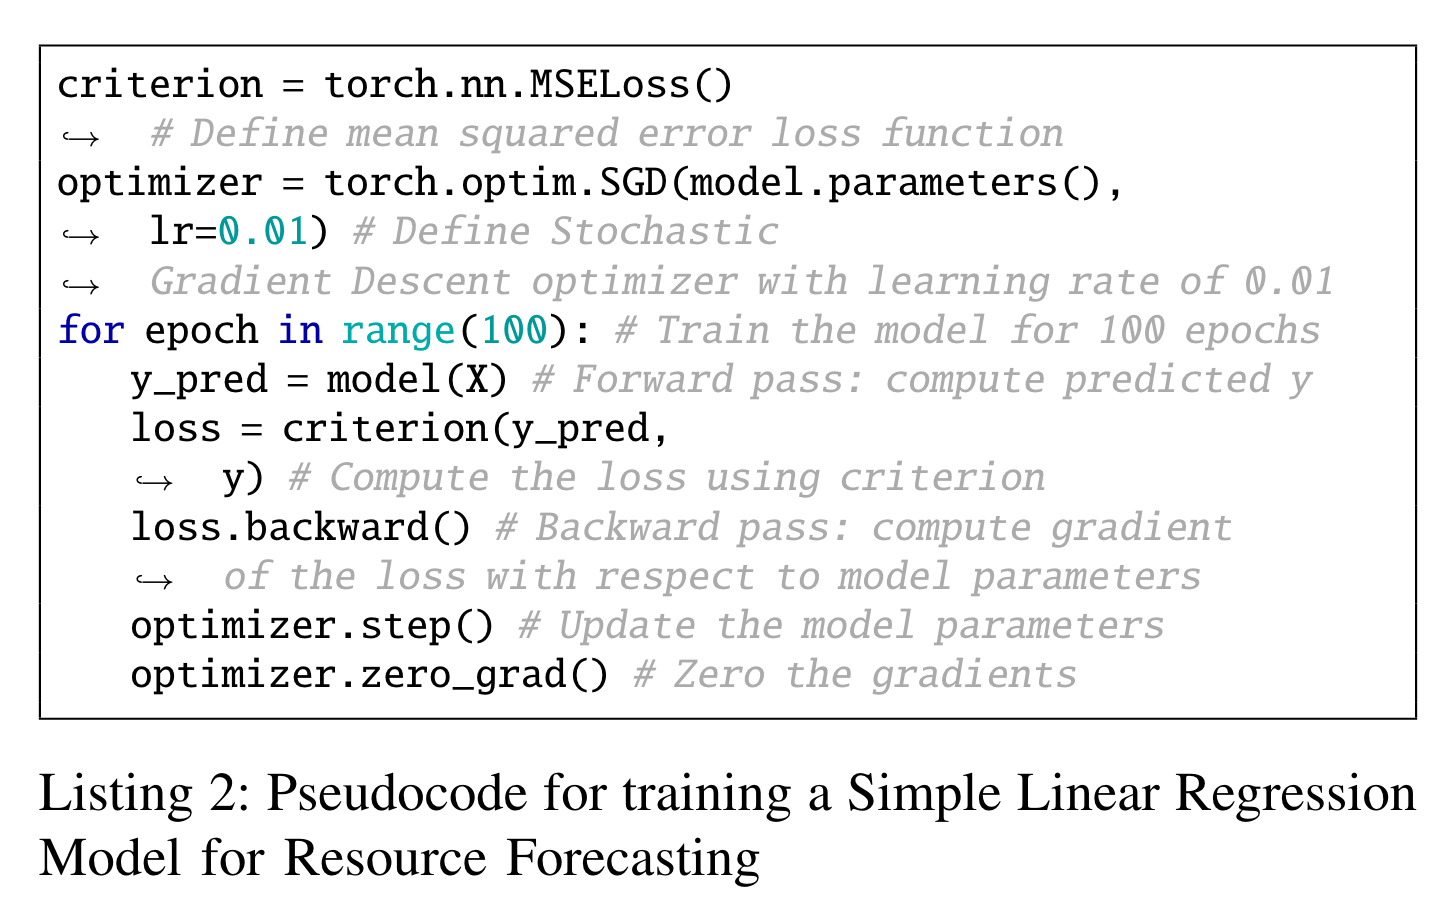 criterion = torch.nn.MSELoss()
↪ # Define mean squared error loss function
optimizer = torch.optim.SGD(model.parameters(),
↪ lr=0.01) # Define Stochastic
↪ Gradient Descent optimizer with learning rate of 0.01
for epoch in range(100): # Train the model for 100 epochs
    y_pred = model(X) # Forward pass: compute predicted y
    loss = criterion(y_pred,
    ↪ y) # Compute the loss using criterion
    loss.backward() # Backward pass: compute gradient
    ↪ of the loss with respect to model parameters
    optimizer.step() # Update the model parameters
    optimizer.zero_grad() # Zero the gradients
Listing 2: Pseudocode for training a Simple Linear Regression
Model for Resource Forecasting